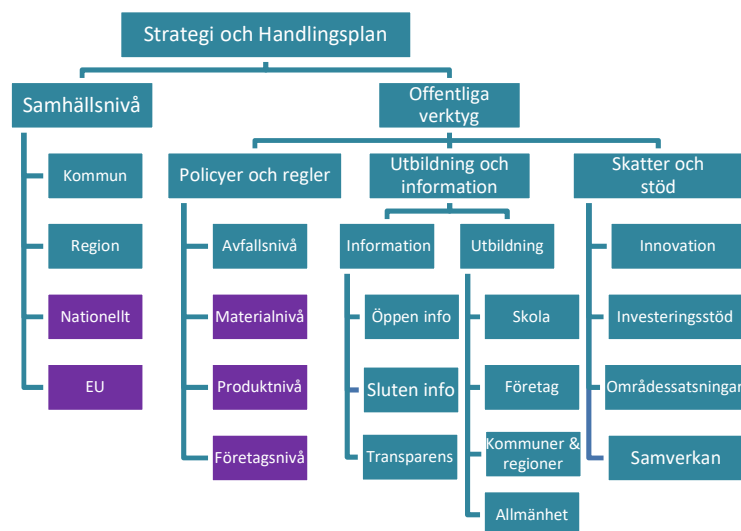 Strategi och Handlingsplan
Samhällsnivå
Offentliga
verktyg
Kommun
Region
Nationellt
EU
Policyer och regler
Utbildning och
information
Skatter och
stöd
Avfallsnivå
Materialnivå
Produktnivå
Företagsnivå
Information
Öppen info
Sluten info
Transparens
Utbildning
Skola
Företag
Kommuner &
regioner
Allmänhet
Innovation
Investeringsstöd
Områdessatsningar
Samverkan